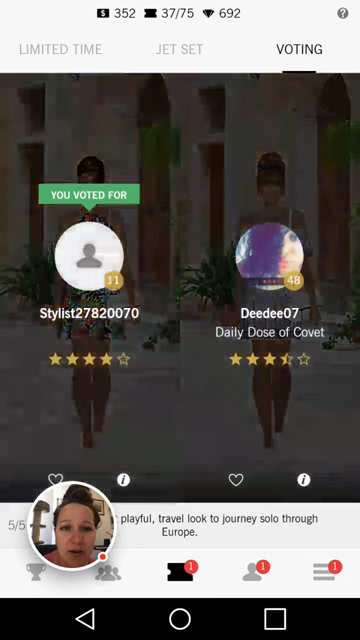 352 37/75 692 ?
LIMITED TIME JET SET VOTING
YOU VOTED FOR
11 48
Stylist27820070 Deedee07
Daily Dose of Covet
5/5 playful, travel look to journey solo through
Europe.
1 1 1